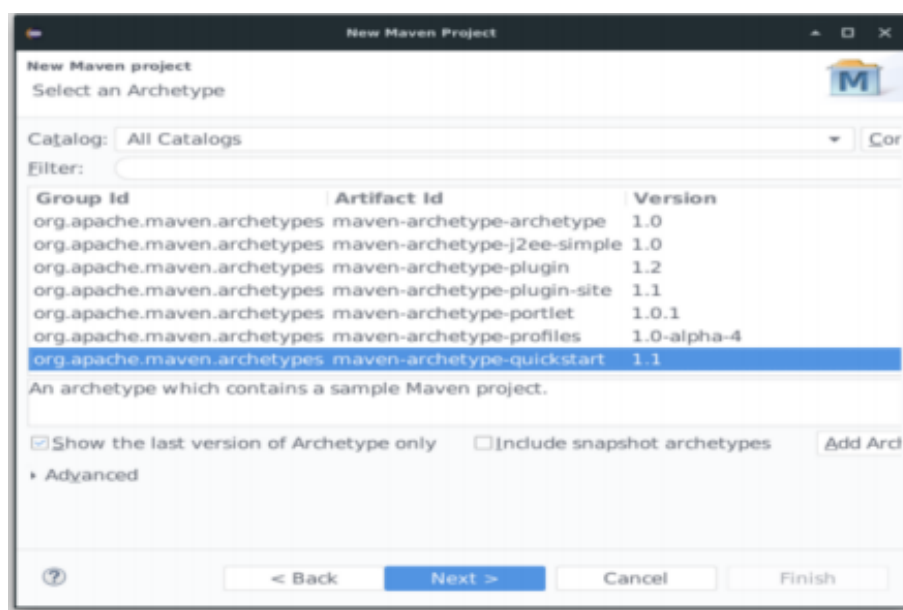 New Maven Project
New Maven project
Select an Archetype
M
Catalog: All Catalogs Cor
Filter:
Group Id Artifact Id Version
org.apache.maven.archetypes maven-archetype-archetype 1.0
org.apache.maven.archetypes maven-archetype-j2ee-simple 1.0
org.apache.maven.archetypes maven-archetype-plugin 1.2
org.apache.maven.archetypes maven-archetype-plugin-site 1.1
org.apache.maven.archetypes maven-archetype-portlet 1.0.1
org.apache.maven.archetypes maven-archetype-profiles 1.0-alpha-4
org.apache.maven.archetypes maven-archetype-quickstart 1.1
An archetype which contains a sample Maven project.
Show the last version of Archetype only Include snapshot archetypes Add Arch
Advanced
? < Back Next > Cancel Finish